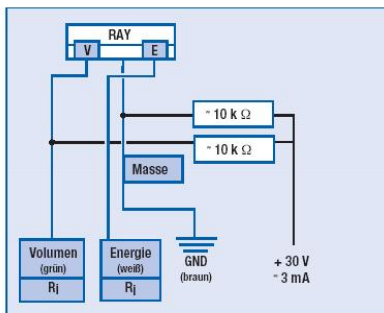 RAY
V
E
~ 10 k Ω
~ 10 k Ω
Masse
Volumen
(grün)
Ri
Energie
(weiß)
Ri
GND
(braun)
+ 30 V
~ 3 mA